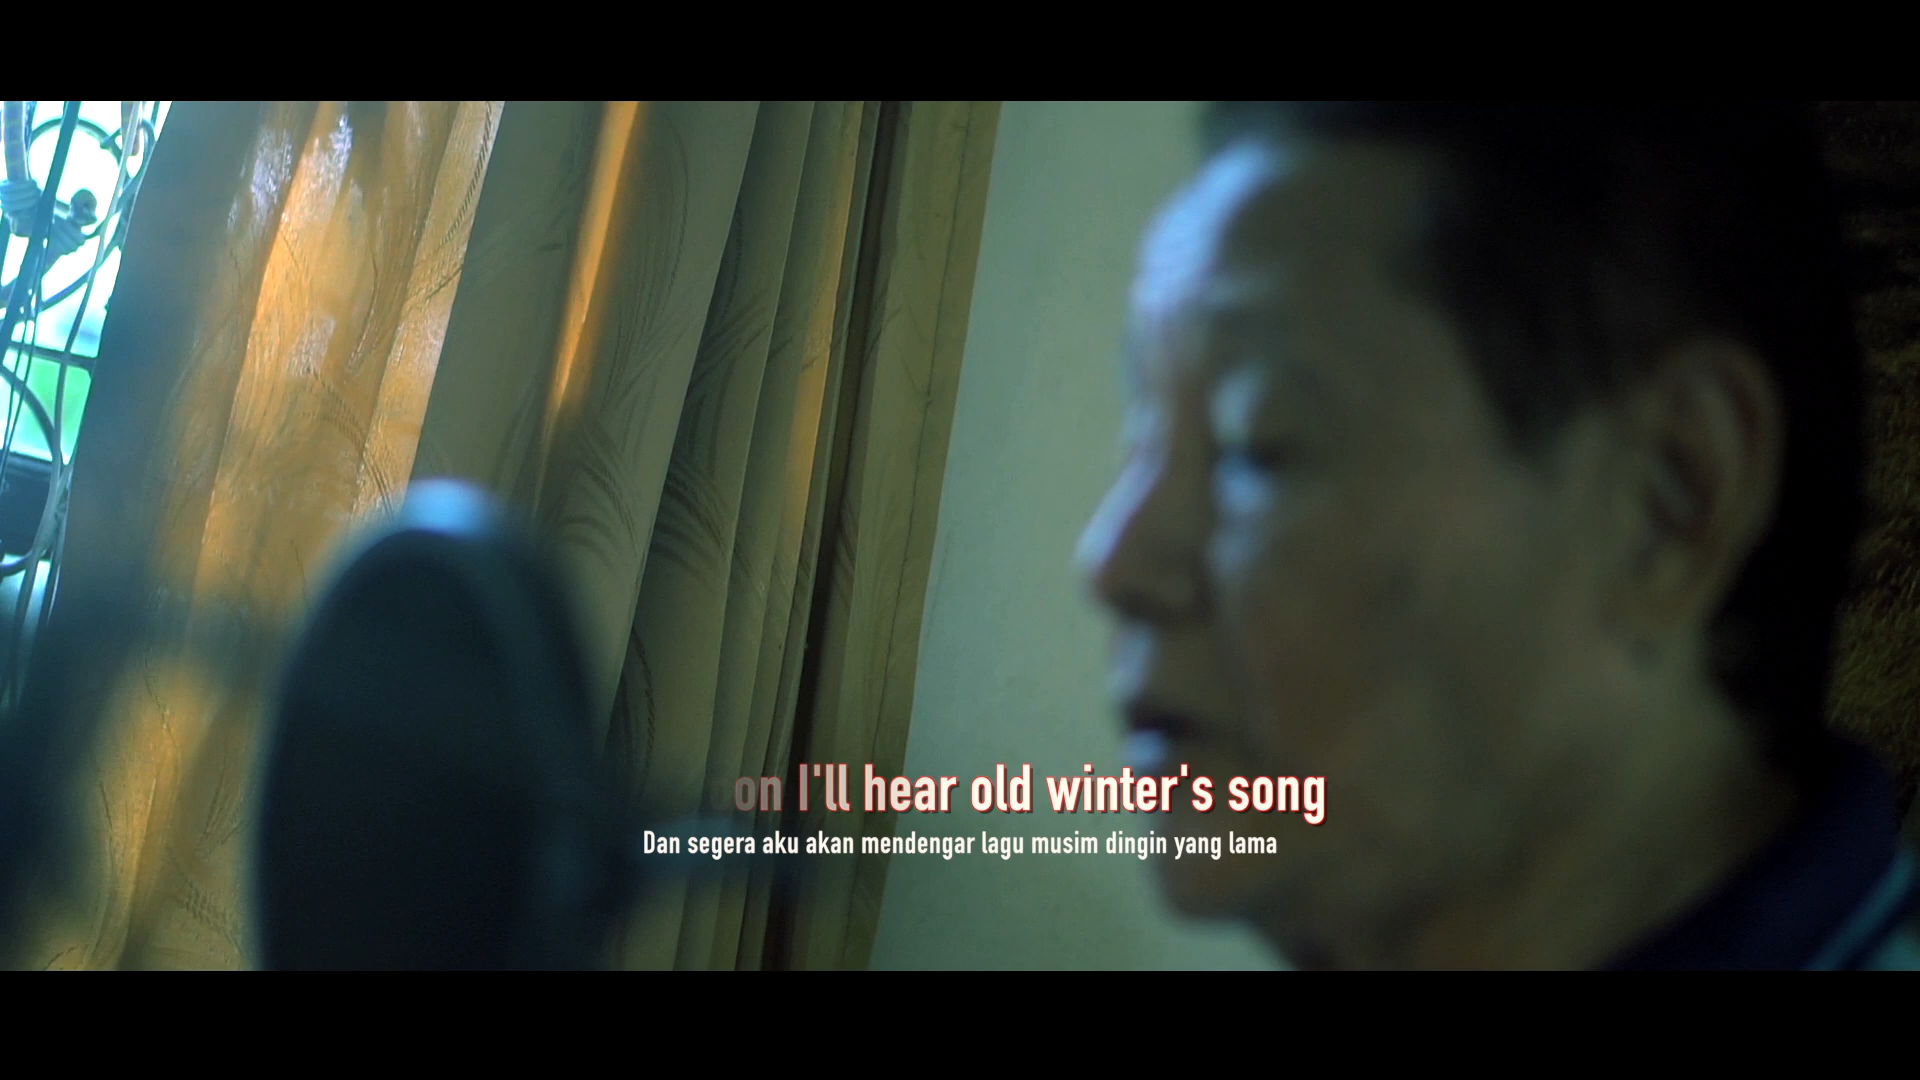 on I'll hear old winter's song
Dan segera aku akan mendengar lagu musim dingin yang lama